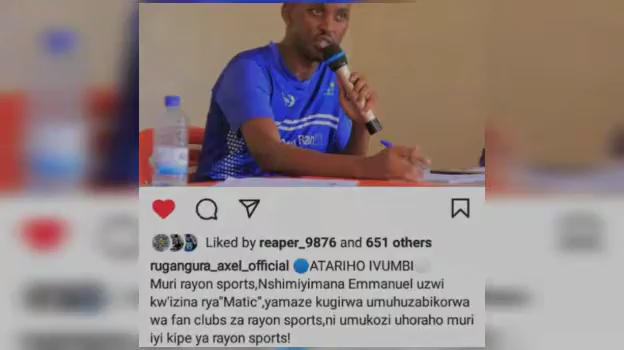 Liked by reaper_9876 and 651 others
rugangura_axel_official 🔵ATARIHO IVUMBI⚪
Muri rayon sports,Nshimiyimana Emmanuel uzwi
kw'izina rya"Matic",yamaze kugirwa umuhuzabikorwa
wa fan clubs za rayon sports,ni umukozi uhoraho muri
iyi kipe ya rayon sports!